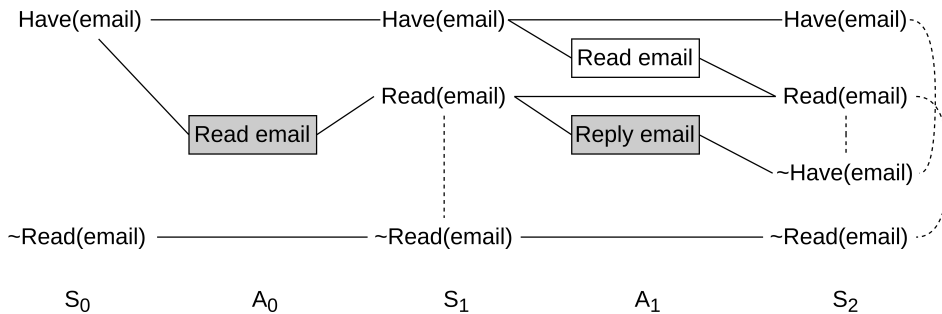 Have(email) Have(email) Have(email)
Read email
Read(email) Read(email)
Read email Reply email
~Have(email)
~Read(email) ~Read(email) ~Read(email)
S0 A0 S1 A1 S2